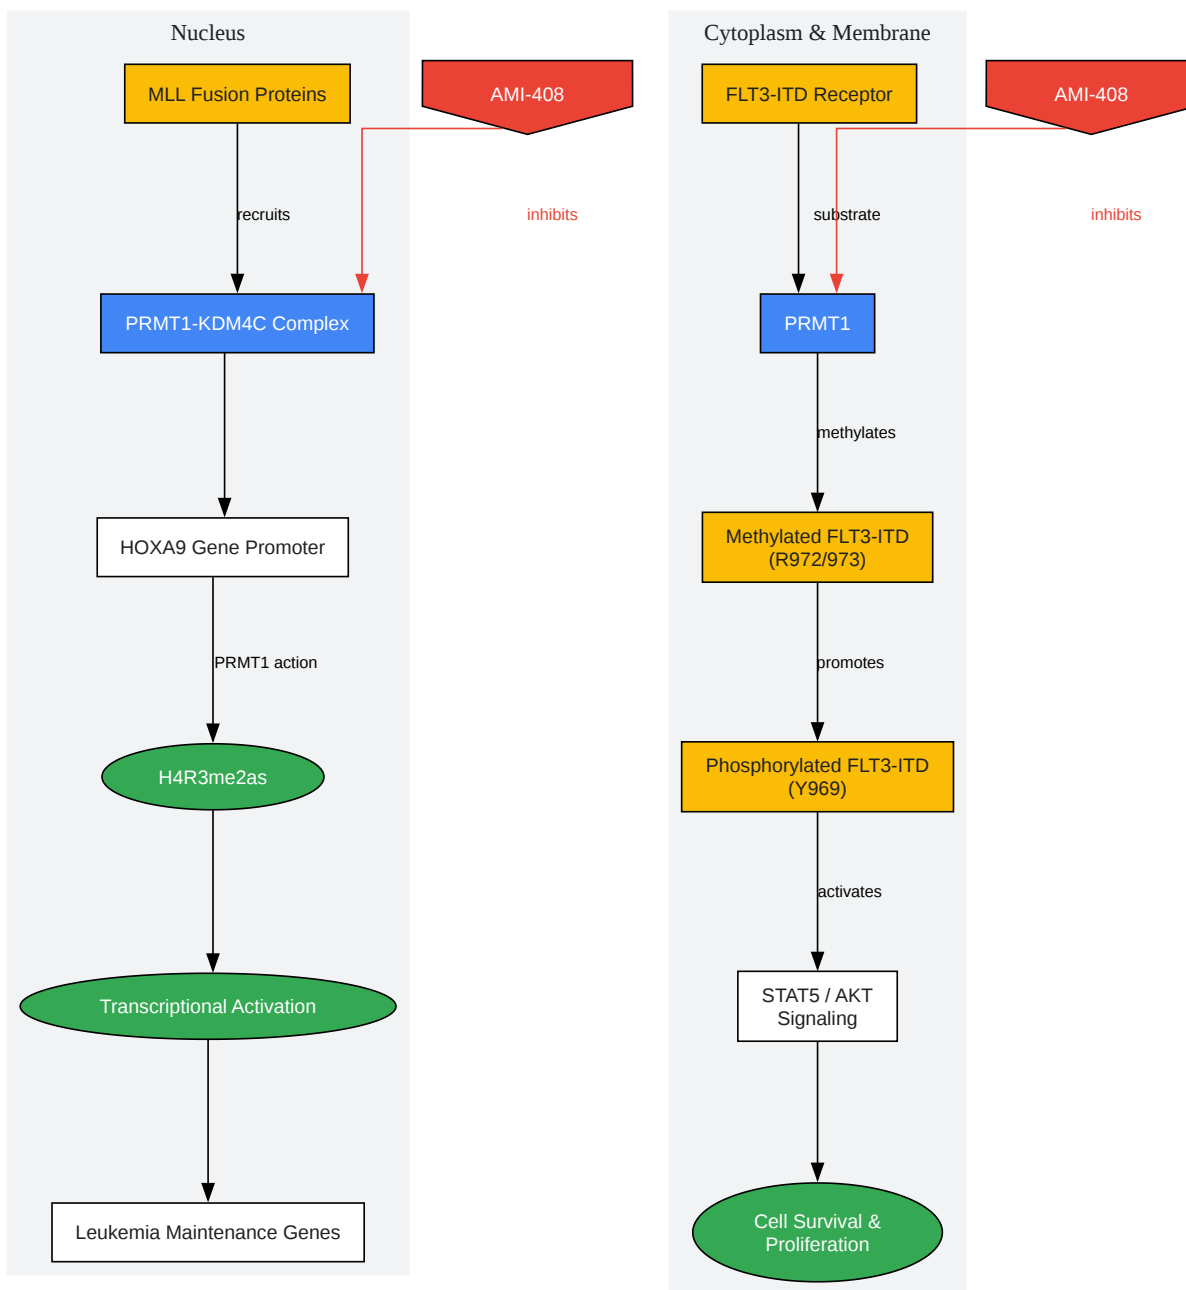 Nucleus
MLL Fusion Proteins
AMI-408
recruits
inhibits
PRMT1-KDM4C Complex
HOXA9 Gene Promoter
PRMT1 action
H4R3me2as
Transcriptional Activation
Leukemia Maintenance Genes
Cytoplasm & Membrane
FLT3-ITD Receptor
AMI-408
substrate
inhibits
PRMT1
methylates
Methylated FLT3-ITD
(R972/973)
promotes
Phosphorylated FLT3-ITD
(Y969)
activates
STAT5 / AKT
Signaling
Cell Survival &
Proliferation